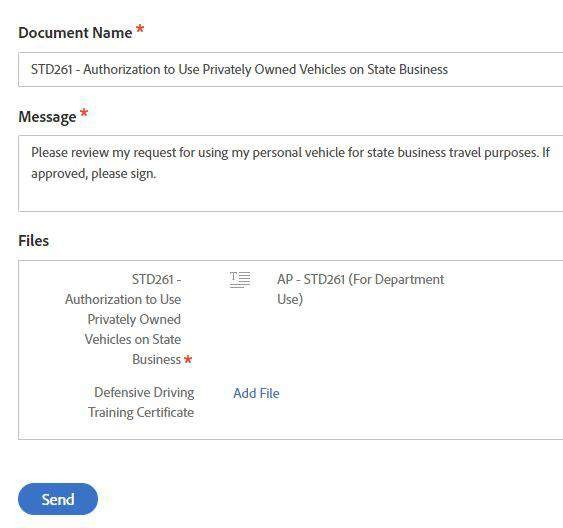 Document Name *
STD261 - Authorization to Use Privately Owned Vehicles on State Business
Message *
Please review my request for using my personal vehicle for state business travel purposes. If
approved, please sign.
Files
STD261 -
Authorization to Use
Privately Owned
Vehicles on State
Business *
AP - STD261 (For Department
Use)
Defensive Driving
Training Certificate
Add File
Send